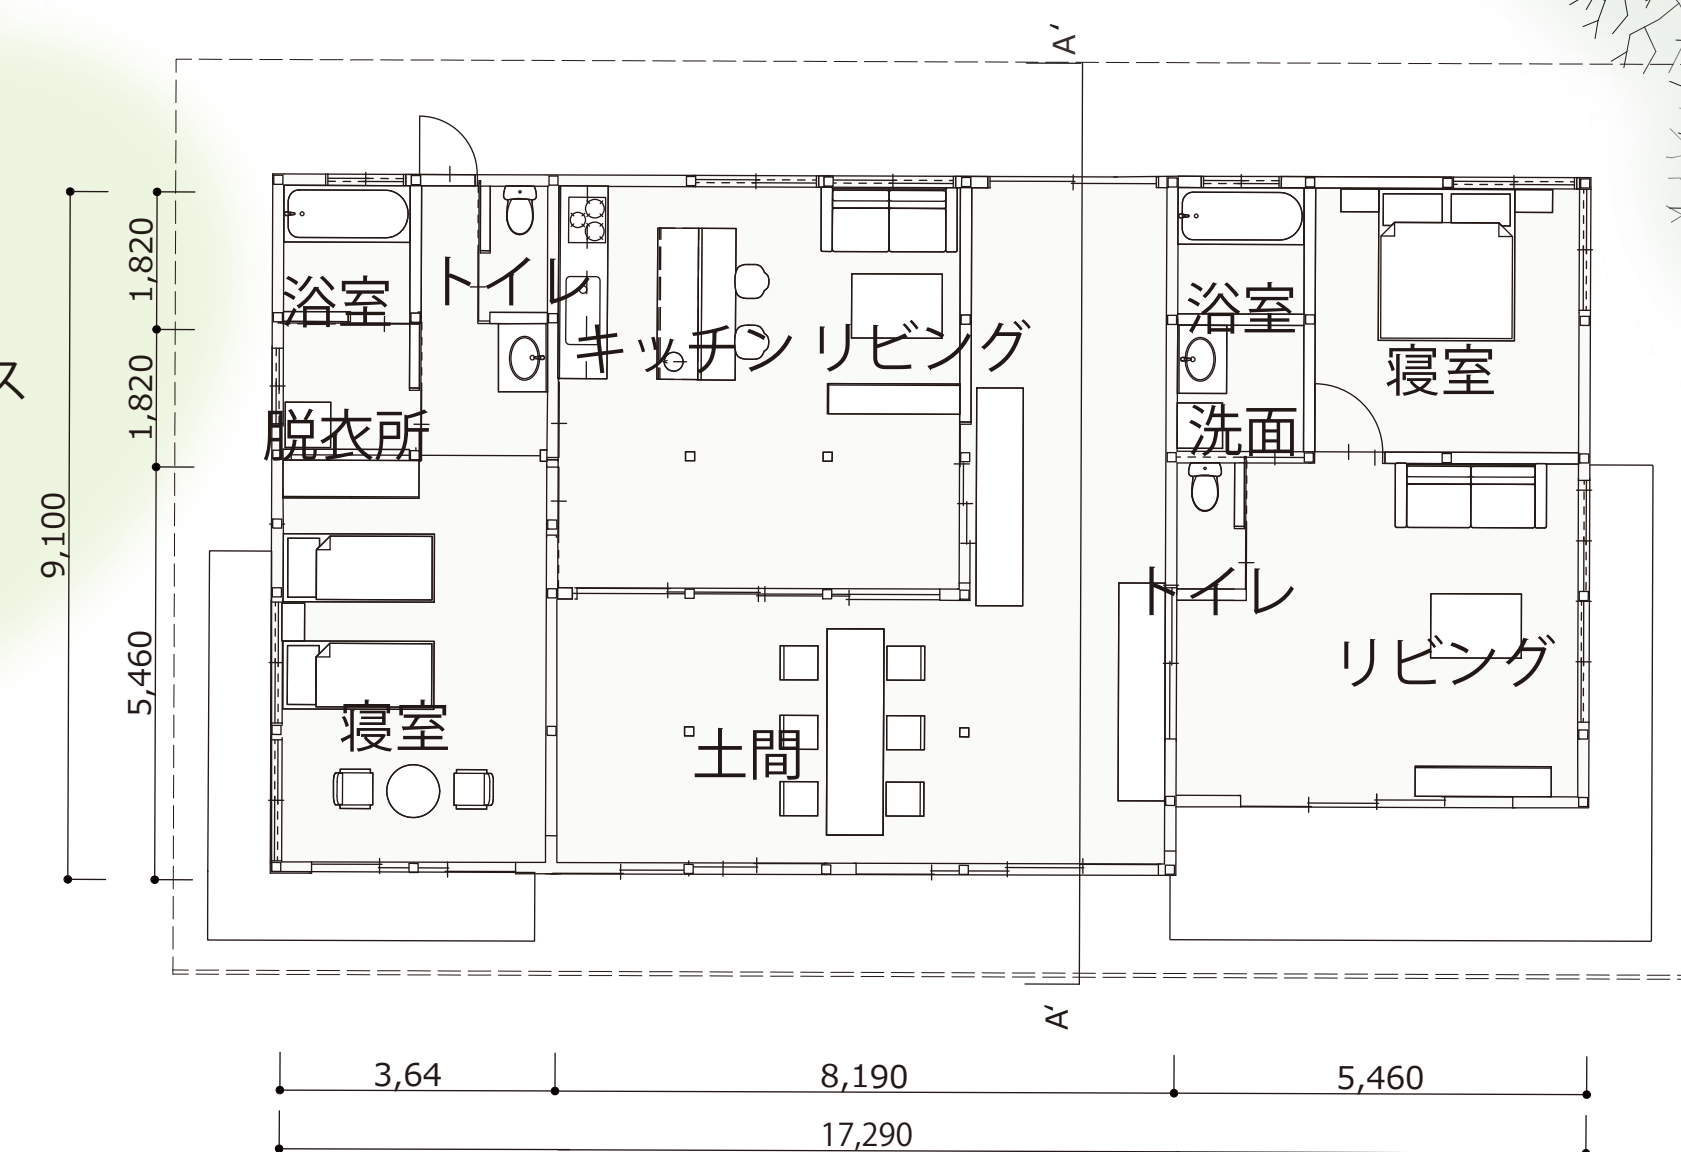 A′
1,820
浴室
トイレ
浴室
キッチン
リビング
ス
1,820
寝室
脱衣所
洗面
9,100
トイレ
5,460
リビング
寝室
土間
A′
3,64
8,190
5,460
17,290